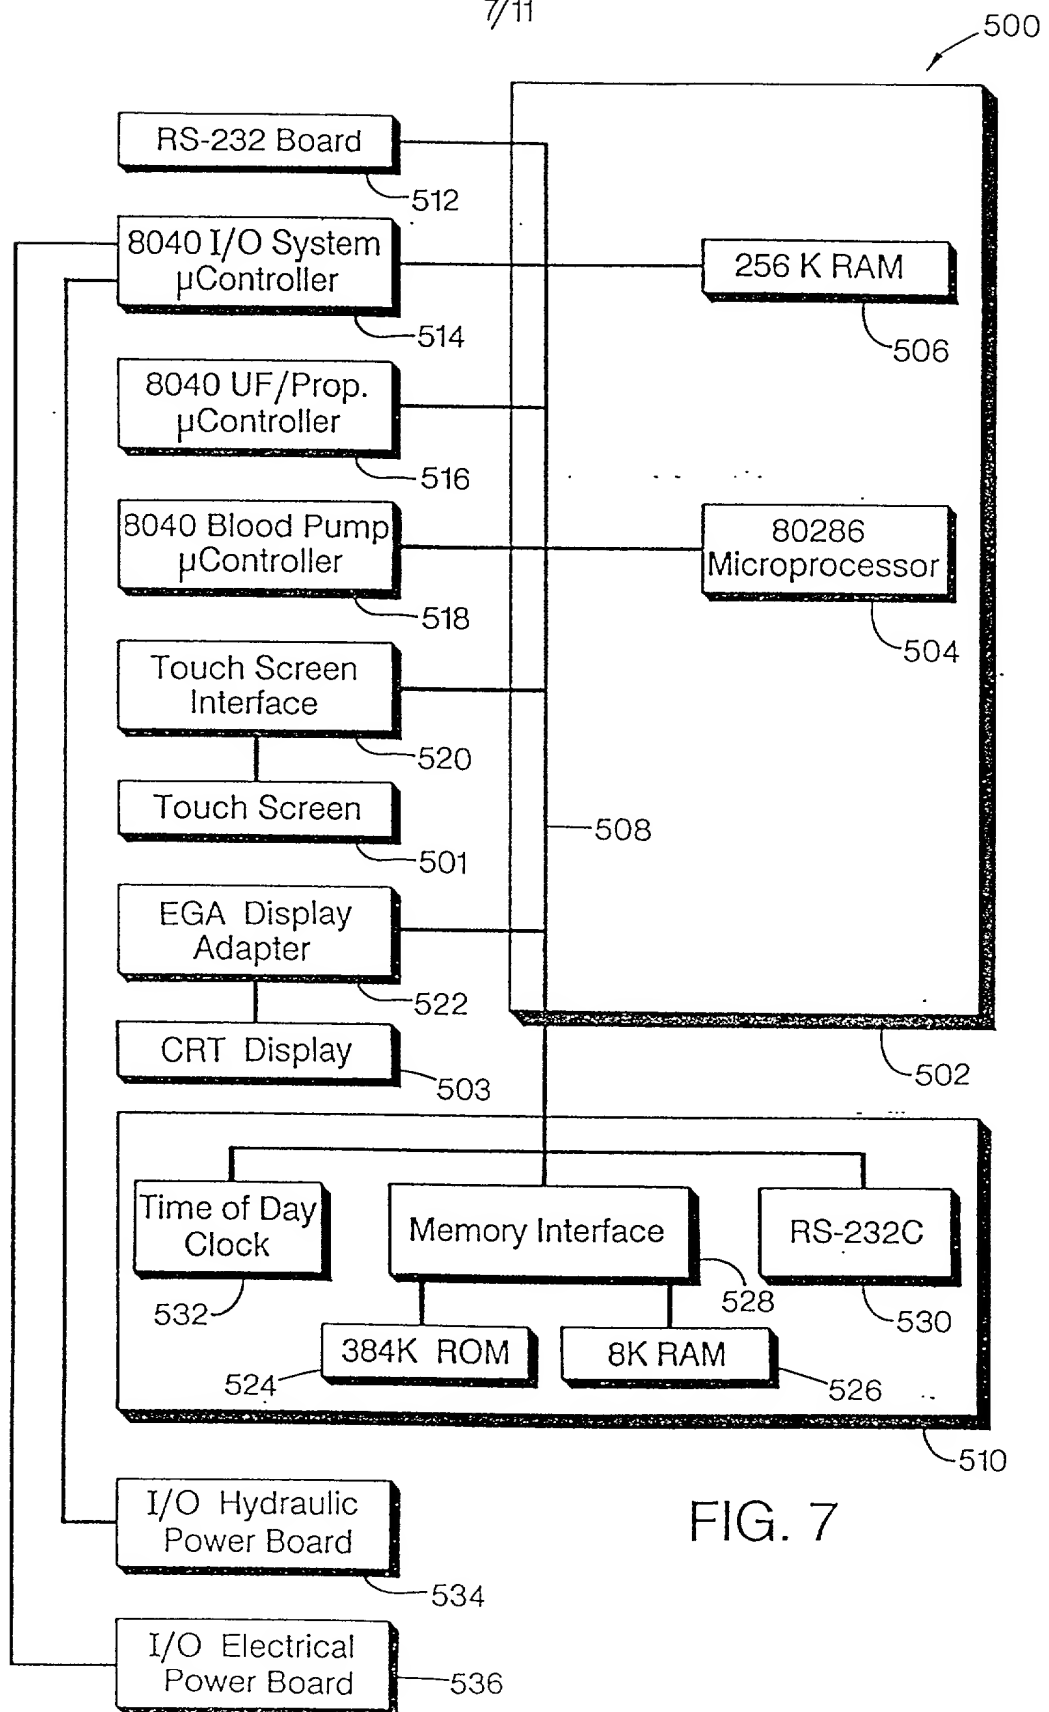 7/11
500
RS-232 Board
512
8040 I/O System
µController
514
256 K RAM
506
8040 UF/Prop.
µController
516
8040 Blood Pump
µController
518
80286
Microprocessor
504
Touch Screen
Interface
520
Touch Screen
501
508
EGA Display
Adapter
522
CRT Display
503
502
Time of Day
Clock
532
Memory Interface
528
RS-232C
530
384K ROM
524
8K RAM
526
510
I/O Hydraulic
Power Board
534
FIG. 7
I/O Electrical
Power Board
536